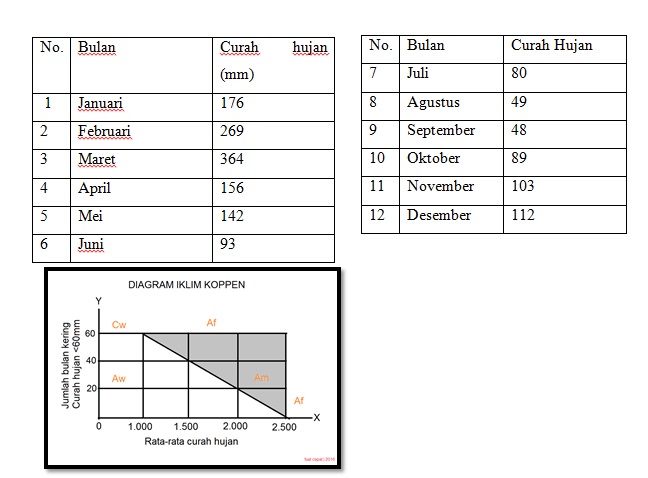 No. Bulan Curah hujan
(mm)
1 Januari 176
2 Februari 269
3 Maret 364
4 April 156
5 Mei 142
6 Juni 93
No. Bulan Curah Hujan
7 Juli 80
8 Agustus 49
9 September 48
10 Oktober 89
11 November 103
12 Desember 112
DIAGRAM IKLIM KOPPEN
Y
Cw Af
60
40
Aw Am
20
Af
X
0 1.000 1.500 2.000 2.500
Jumlah bulan kering
Curah hujan <60mm
Rata-rata curah hujan